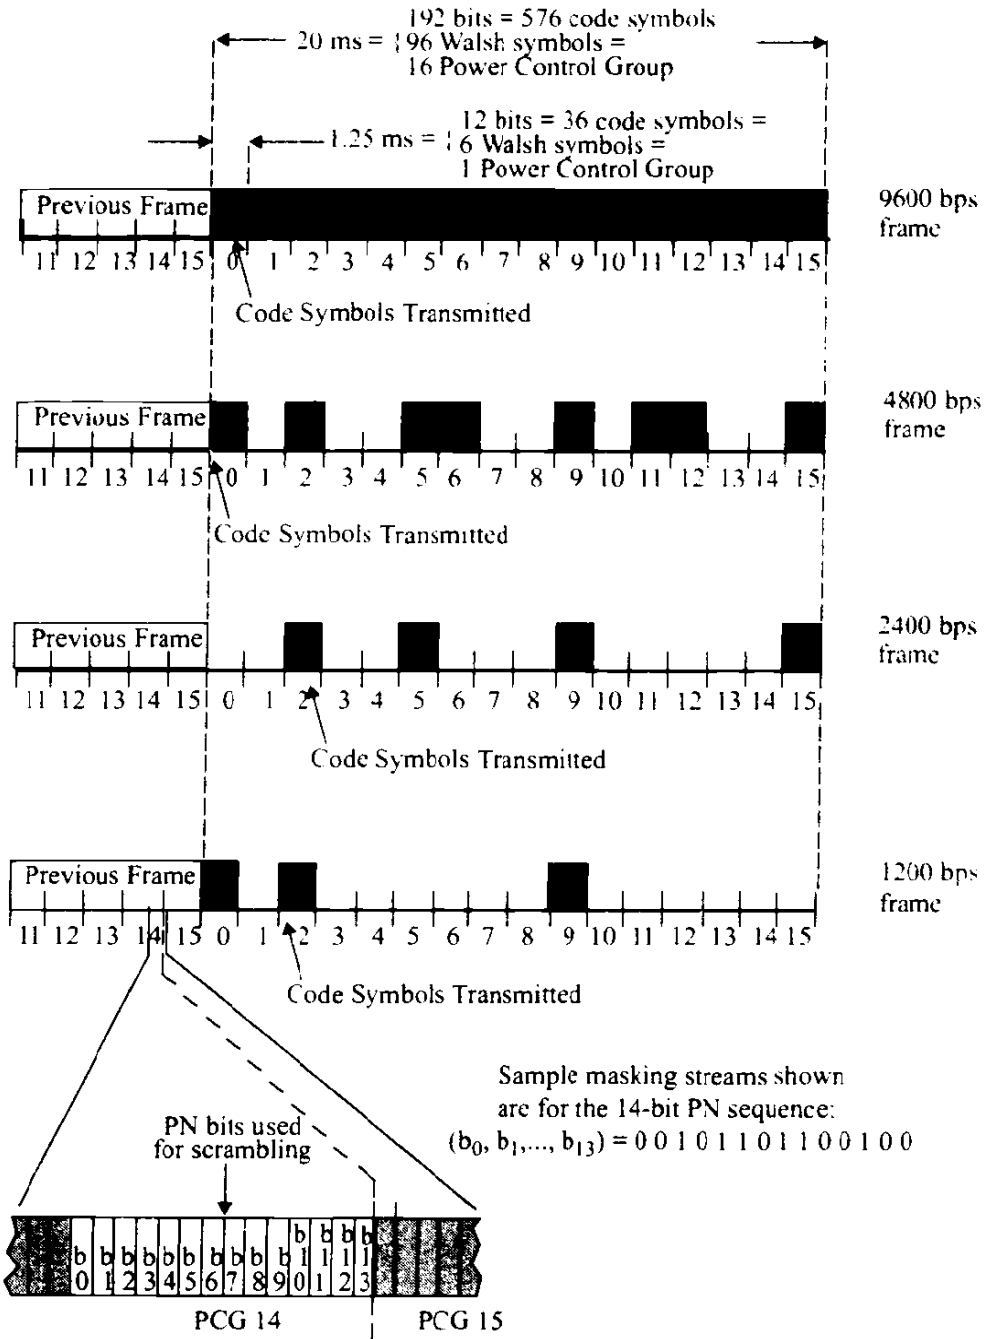 192 bits = 576 code symbols
20 ms = 96 Walsh symbols =
16 Power Control Group
12 bits = 36 code symbols =
1.25 ms = 6 Walsh symbols =
1 Power Control Group
Previous Frame
9600 bps
frame
11 12 13 14 15 0 1 2 3 4 5 6 7 8 9 10 11 12 13 14 15
Code Symbols Transmitted
Previous Frame
4800 bps
frame
11 12 13 14 15 0 1 2 3 4 5 6 7 8 9 10 11 12 13 14 15
Code Symbols Transmitted
Previous Frame
2400 bps
frame
11 12 13 14 15 0 1 2 3 4 5 6 7 8 9 10 11 12 13 14 15
Code Symbols Transmitted
Previous Frame
1200 bps
frame
11 12 13 14 15 0 1 2 3 4 5 6 7 8 9 10 11 12 13 14 15
Code Symbols Transmitted
Sample masking streams shown
are for the 14-bit PN sequence:
(b0, b1,..., b13) = 0 0 1 0 1 1 0 1 1 0 0 1 0 0
PN bits used
for scrambling
b0 b1 b2 b3 b4 b5 b6 b7 b8 b9 b10 b11 b12 b13
PCG 14 PCG 15